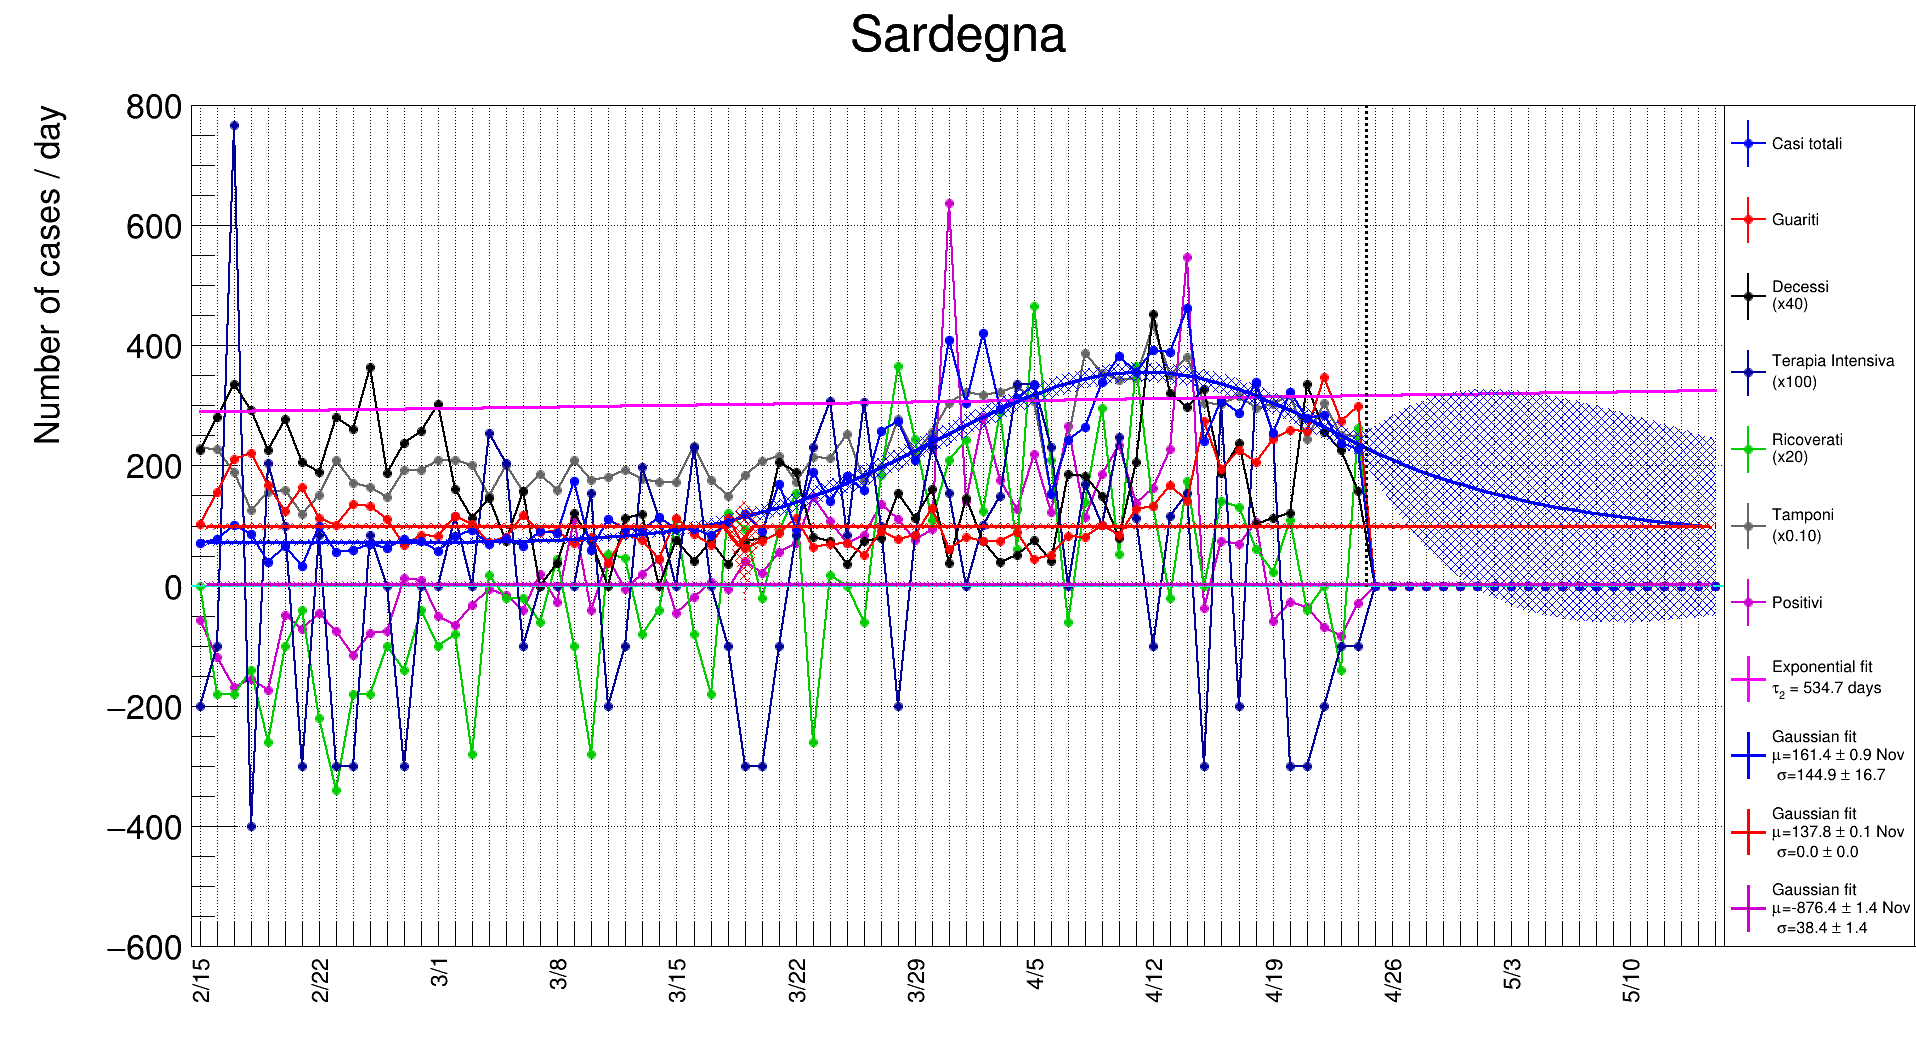 Sardegna
Number of cases / day
800
600
400
200
0
−200
−400
−600
2/15
2/22
3/1
3/8
3/15
3/22
3/29
4/5
4/12
4/19
4/26
5/3
5/10
Casi totali
Guariti
Decessi
(x40)
Terapia Intensiva
(x100)
Ricoverati
(x20)
Tamponi
(x0.10)
Positivi
Exponential fit
τ2 = 534.7 days
Gaussian fit
μ=161.4 ± 0.9 Nov
σ=144.9 ± 16.7
Gaussian fit
μ=137.8 ± 0.1 Nov
σ=0.0 ± 0.0
Gaussian fit
μ=-876.4 ± 1.4 Nov
σ=38.4 ± 1.4